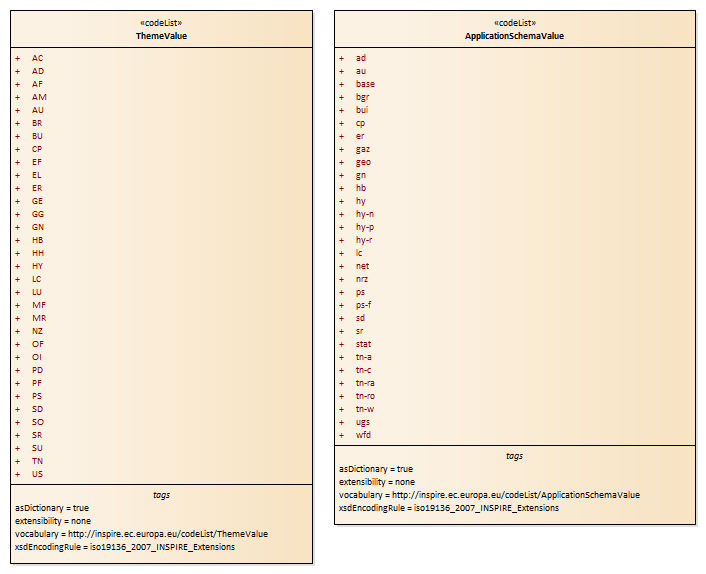 «codeList»
ThemeValue
+ AC
+ AD
+ AF
+ AM
+ AU
+ BR
+ BU
+ CP
+ EF
+ EL
+ ER
+ GE
+ GG
+ GN
+ HB
+ HH
+ HY
+ LC
+ LU
+ MF
+ MR
+ NZ
+ OF
+ OI
+ PD
+ PF
+ PS
+ SD
+ SO
+ SR
+ SU
+ TN
+ US
tags
asDictionary = true
extensibility = none
vocabulary = http://inspire.ec.europa.eu/codeList/ThemeValue
xsdEncodingRule = iso19136_2007_INSPIRE_Extensions
«codeList»
ApplicationSchemaValue
+ ad
+ au
+ base
+ bgr
+ bui
+ cp
+ er
+ gaz
+ geo
+ gn
+ hb
+ hy
+ hy-n
+ hy-p
+ hy-r
+ lc
+ net
+ nrz
+ ps
+ ps-f
+ sd
+ sr
+ stat
+ tn-a
+ tn-c
+ tn-ra
+ tn-ro
+ tn-w
+ ugs
+ wfd
tags
asDictionary = true
extensibility = none
vocabulary = http://inspire.ec.europa.eu/codeList/ApplicationSchemaValue
xsdEncodingRule = iso19136_2007_INSPIRE_Extensions